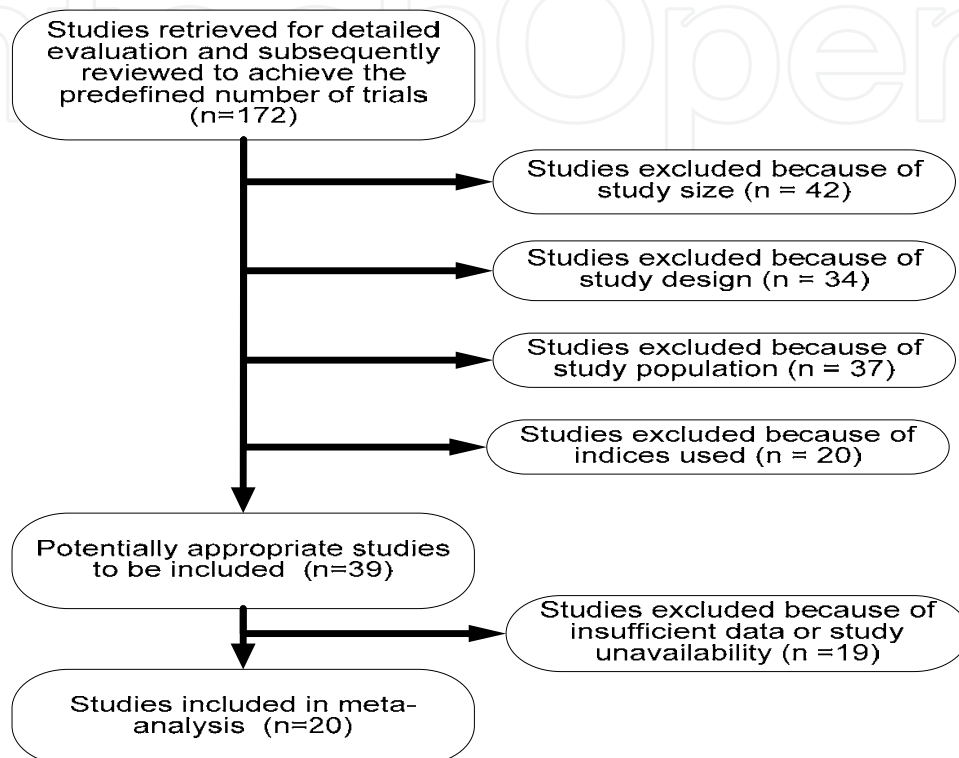 Studies retrieved for detailed
evaluation and subsequently
reviewed to achieve the
predefined number of trials
(n=172)
Studies excluded because of
study size (n = 42)
Studies excluded because of
study design (n = 34)
Studies excluded because of
study population (n = 37)
Studies excluded because of
indices used (n = 20)
Potentially appropriate studies
to be included (n=39)
Studies excluded because of
insufficient data or study
unavailability (n =19)
Studies included in meta-
analysis (n=20)